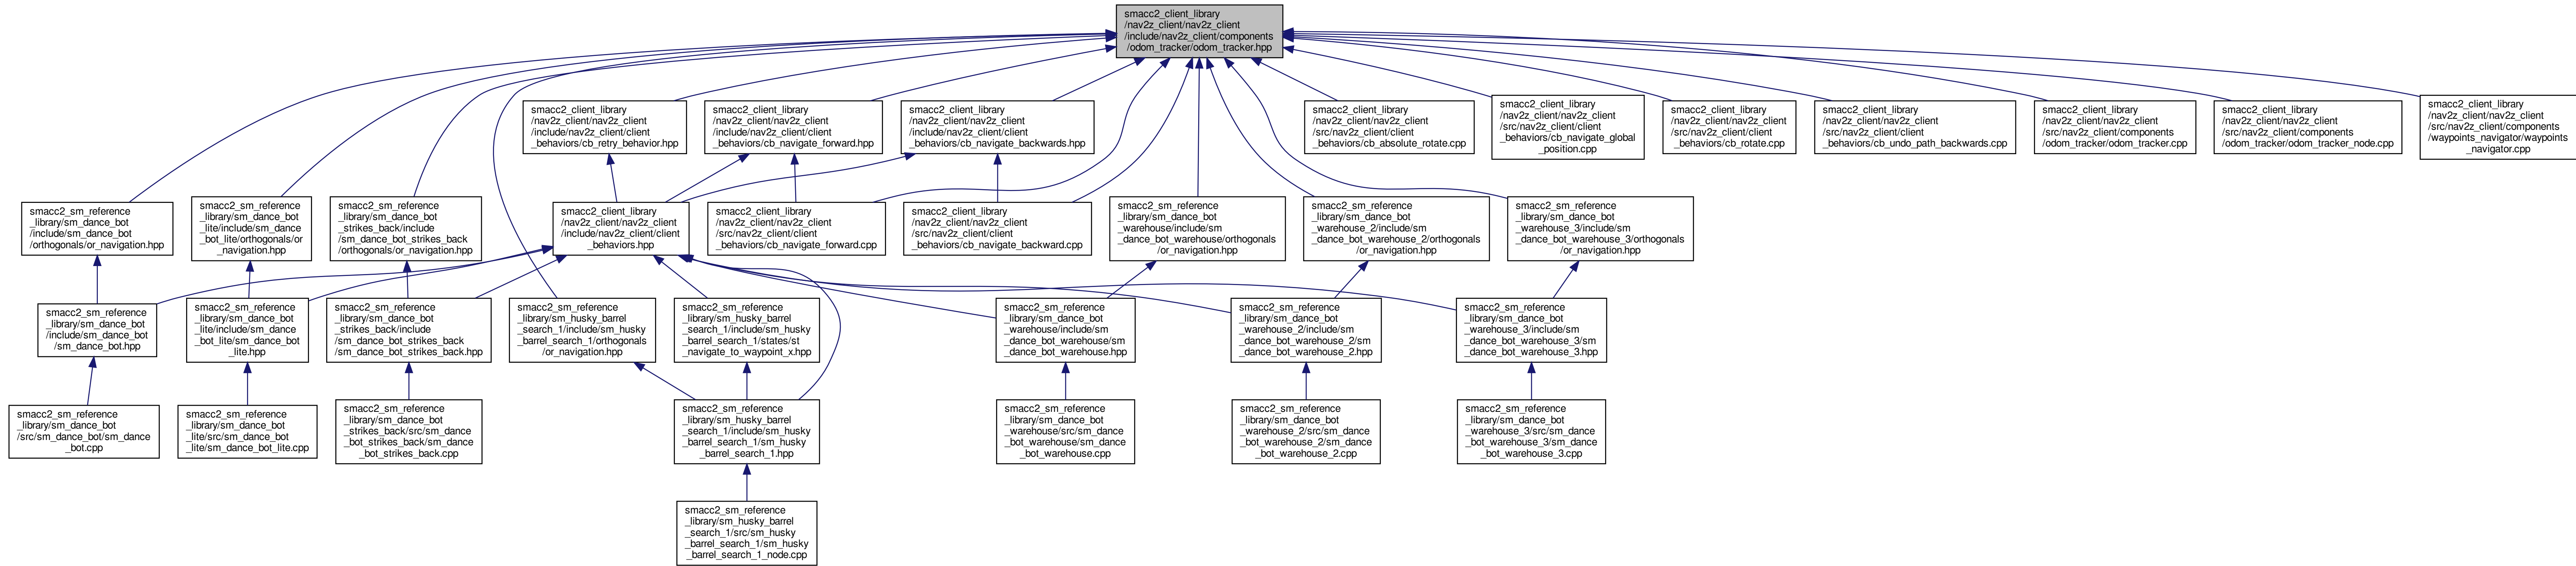 smacc2_client_library
/nav2z_client/nav2z_client
/include/nav2z_client/components
/odom_tracker/odom_tracker.hpp
smacc2_client_library
/nav2z_client/nav2z_client
/include/nav2z_client/client
_behaviors/cb_retry_behavior.hpp
smacc2_client_library
/nav2z_client/nav2z_client
/include/nav2z_client/client
_behaviors/cb_navigate_forward.hpp
smacc2_client_library
/nav2z_client/nav2z_client
/include/nav2z_client/client
_behaviors/cb_navigate_backwards.hpp
smacc2_client_library
/nav2z_client/nav2z_client
/src/nav2z_client/client
_behaviors/cb_absolute_rotate.cpp
smacc2_client_library
/nav2z_client/nav2z_client
/src/nav2z_client/client
_behaviors/cb_navigate_global
_position.cpp
smacc2_client_library
/nav2z_client/nav2z_client
/src/nav2z_client/client
_behaviors/cb_rotate.cpp
smacc2_client_library
/nav2z_client/nav2z_client
/src/nav2z_client/client
_behaviors/cb_undo_path_backwards.cpp
smacc2_client_library
/nav2z_client/nav2z_client
/src/nav2z_client/components
/odom_tracker/odom_tracker.cpp
smacc2_client_library
/nav2z_client/nav2z_client
/src/nav2z_client/components
/odom_tracker/odom_tracker_node.cpp
smacc2_client_library
/nav2z_client/nav2z_client
/src/nav2z_client/components
/waypoints_navigator/waypoints
_navigator.cpp
smacc2_sm_reference
_library/sm_dance_bot
/include/sm_dance_bot
/orthogonals/or_navigation.hpp
smacc2_sm_reference
_library/sm_dance_bot
_lite/include/sm_dance
_bot_lite/orthogonals/or
_navigation.hpp
smacc2_sm_reference
_library/sm_dance_bot
_strikes_back/include
/sm_dance_bot_strikes_back
/orthogonals/or_navigation.hpp
smacc2_client_library
/nav2z_client/nav2z_client
/include/nav2z_client/client
_behaviors.hpp
smacc2_client_library
/nav2z_client/nav2z_client
/src/nav2z_client/client
_behaviors/cb_navigate_forward.cpp
smacc2_client_library
/nav2z_client/nav2z_client
/src/nav2z_client/client
_behaviors/cb_navigate_backward.cpp
smacc2_sm_reference
_library/sm_dance_bot
_warehouse/include/sm
_dance_bot_warehouse/orthogonals
/or_navigation.hpp
smacc2_sm_reference
_library/sm_dance_bot
_warehouse_2/include/sm
_dance_bot_warehouse_2/orthogonals
/or_navigation.hpp
smacc2_sm_reference
_library/sm_dance_bot
_warehouse_3/include/sm
_dance_bot_warehouse_3/orthogonals
/or_navigation.hpp
smacc2_sm_reference
_library/sm_dance_bot
/include/sm_dance_bot
/sm_dance_bot.hpp
smacc2_sm_reference
_library/sm_dance_bot
_lite/include/sm_dance
_bot_lite/sm_dance_bot
_lite.hpp
smacc2_sm_reference
_library/sm_dance_bot
_strikes_back/include
/sm_dance_bot_strikes_back
/sm_dance_bot_strikes_back.hpp
smacc2_sm_reference
_library/sm_husky_barrel
_search_1/include/sm_husky
_barrel_search_1/orthogonals
/or_navigation.hpp
smacc2_sm_reference
_library/sm_husky_barrel
_search_1/include/sm_husky
_barrel_search_1/states/st
_navigate_to_waypoint_x.hpp
smacc2_sm_reference
_library/sm_dance_bot
_warehouse/include/sm
_dance_bot_warehouse/sm
_dance_bot_warehouse.hpp
smacc2_sm_reference
_library/sm_dance_bot
_warehouse_2/include/sm
_dance_bot_warehouse_2/sm
_dance_bot_warehouse_2.hpp
smacc2_sm_reference
_library/sm_dance_bot
_warehouse_3/include/sm
_dance_bot_warehouse_3/sm
_dance_bot_warehouse_3.hpp
smacc2_sm_reference
_library/sm_dance_bot
/src/sm_dance_bot/sm_dance
_bot.cpp
smacc2_sm_reference
_library/sm_dance_bot
_lite/src/sm_dance_bot
_lite/sm_dance_bot_lite.cpp
smacc2_sm_reference
_library/sm_dance_bot
_strikes_back/src/sm_dance
_bot_strikes_back/sm_dance
_bot_strikes_back.cpp
smacc2_sm_reference
_library/sm_husky_barrel
_search_1/include/sm_husky
_barrel_search_1/sm_husky
_barrel_search_1.hpp
smacc2_sm_reference
_library/sm_dance_bot
_warehouse/src/sm_dance
_bot_warehouse/sm_dance
_bot_warehouse.cpp
smacc2_sm_reference
_library/sm_dance_bot
_warehouse_2/src/sm_dance
_bot_warehouse_2/sm_dance
_bot_warehouse_2.cpp
smacc2_sm_reference
_library/sm_dance_bot
_warehouse_3/src/sm_dance
_bot_warehouse_3/sm_dance
_bot_warehouse_3.cpp
smacc2_sm_reference
_library/sm_husky_barrel
_search_1/src/sm_husky
_barrel_search_1/sm_husky
_barrel_search_1_node.cpp